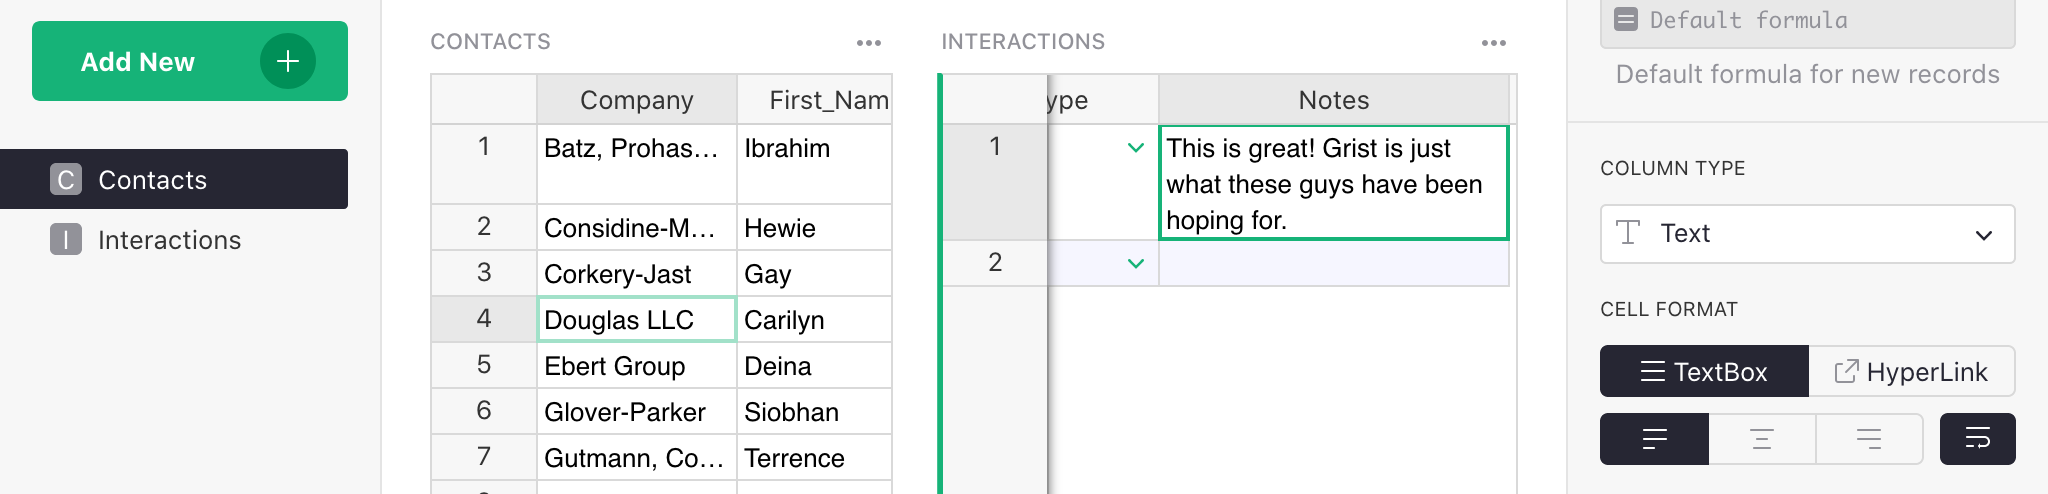 Add New
C Contacts
I Interactions
CONTACTS
Company First_Nam
1 Batz, Prohas… Ibrahim
2 Considine-M… Hewie
3 Corkery-Jast Gay
4 Douglas LLC Carilyn
5 Ebert Group Deina
6 Glover-Parker Siobhan
7 Gutmann, Co… Terrence
INTERACTIONS
ype Notes
1 This is great! Grist is just
what these guys have been
hoping for.
2
Default formula
Default formula for new records
COLUMN TYPE
Text
CELL FORMAT
TextBox HyperLink